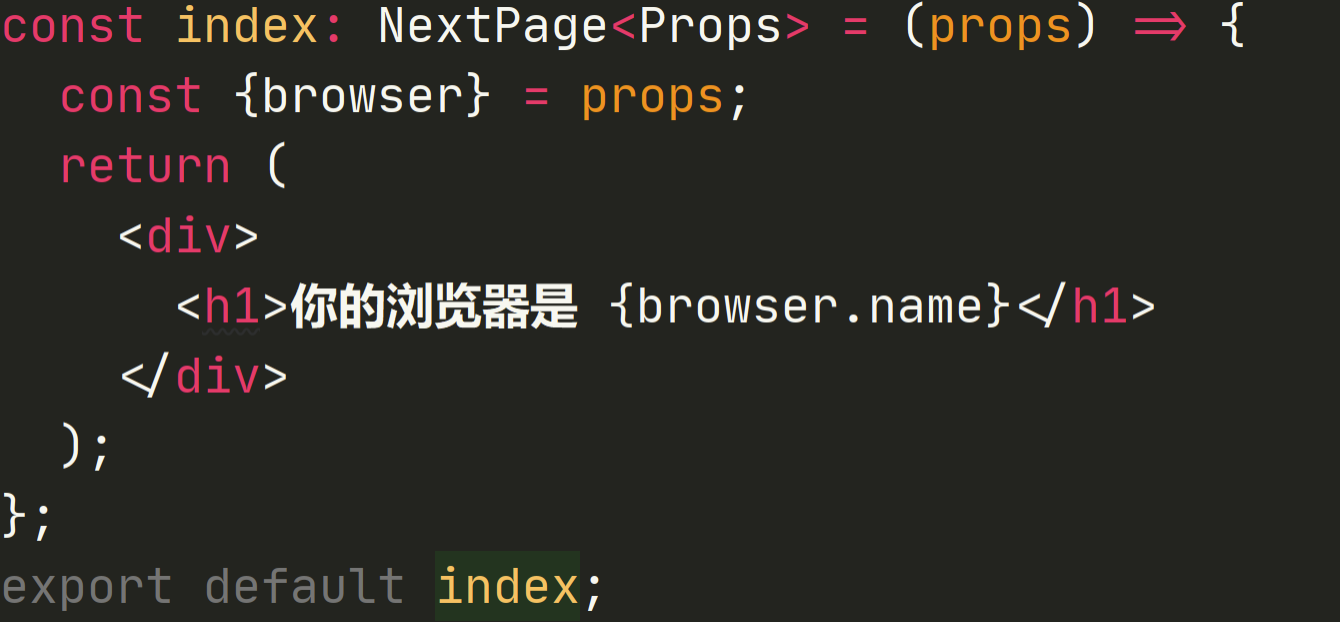 const index: NextPage<Props> = (props) => {
  const {browser} = props;
  return (
    <div>
      <h1>你的浏览器是 {browser.name}</h1>
    </div>
  );
};
export default index;